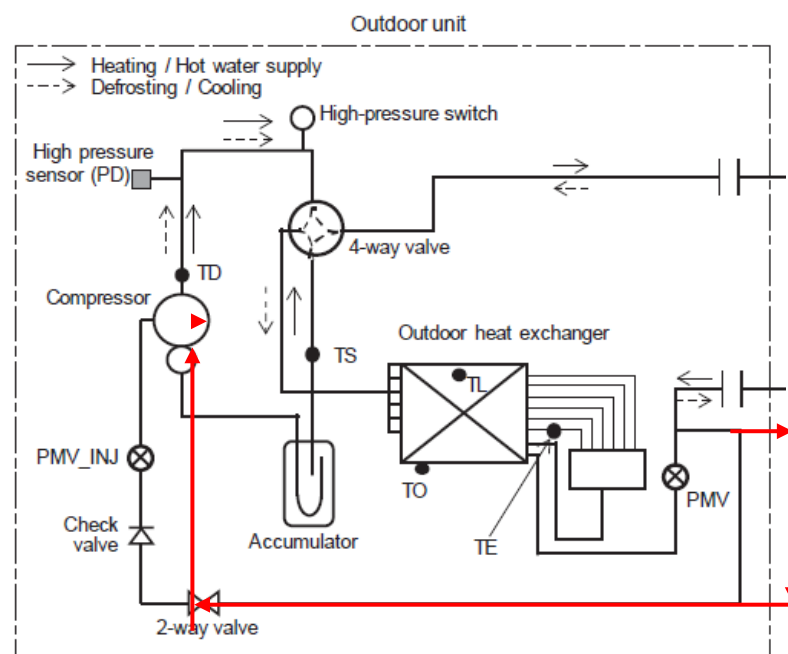 Outdoor unit
Heating / Hot water supply
Defrosting / Cooling
High-pressure switch
High pressure
sensor (PD)
4-way valve
TD
Compressor
Outdoor heat exchanger
TS
TL
PMV_INJ
TO
PMV
Check
valve
Accumulator
TE
2-way valve